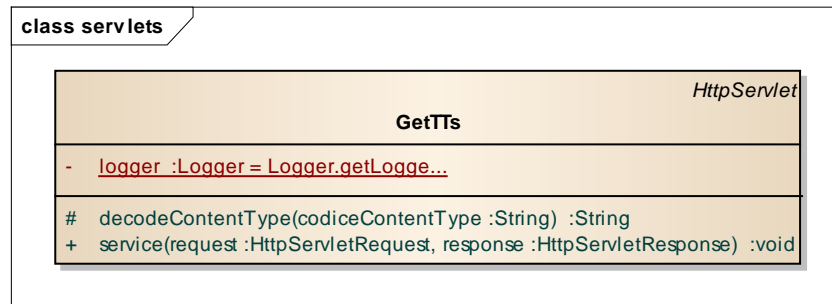 class servlets
HttpServlet
GetTTs
- logger :Logger = Logger.getLogge...
# decodeContentType(codiceContentType :String) :String
+ service(request :HttpServletRequest, response :HttpServletResponse) :void